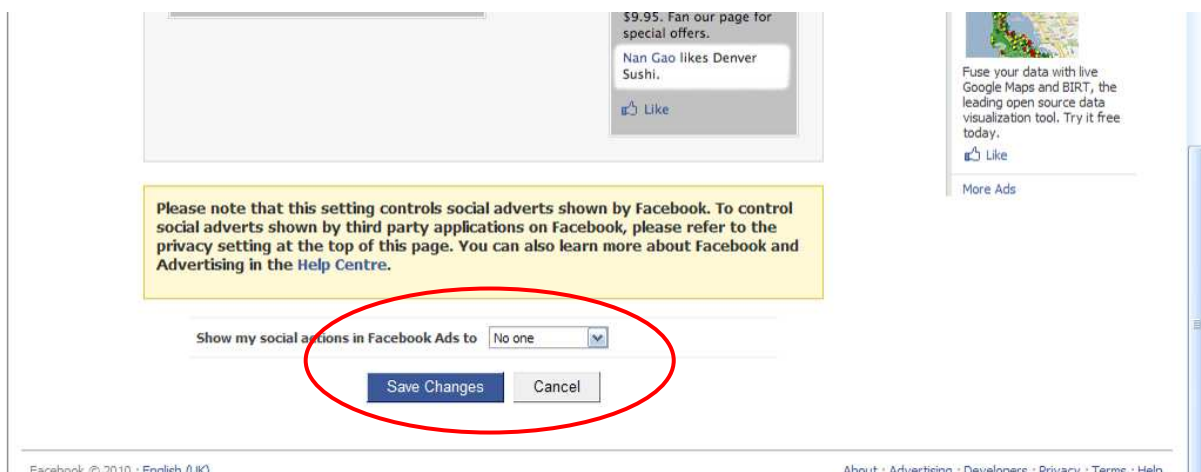 $9.95. Fan our page for
special offers.
Nan Gao likes Denver
Sushi.
Like
Fuse your data with live
Google Maps and BIRT, the
leading open source data
visualization tool. Try it free
today.
Like
More Ads
Please note that this setting controls social adverts shown by Facebook. To control
social adverts shown by third party applications on Facebook, please refer to the
privacy setting at the top of this page. You can also learn more about Facebook and
Advertising in the Help Centre.
Show my social actions in Facebook Ads to No one
Save Changes Cancel
Facebook © 2010 · English (UK) About · Advertising · Developers · Privacy · Terms · Help